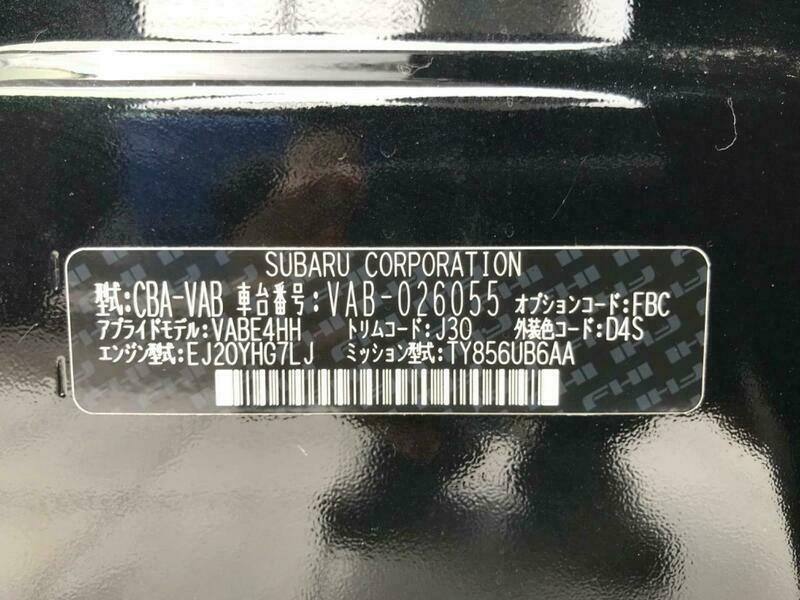 SUBARU CORPORATION
型式:CBA-VAB 車台番号:VAB-026055 オプションコード:FBC
アプライドモデル:VABE4HH トリムコード:J30 外装色コード:D4S
エンジン型式:EJ20YHG7LJ ミッション型式:TY856UB6AA